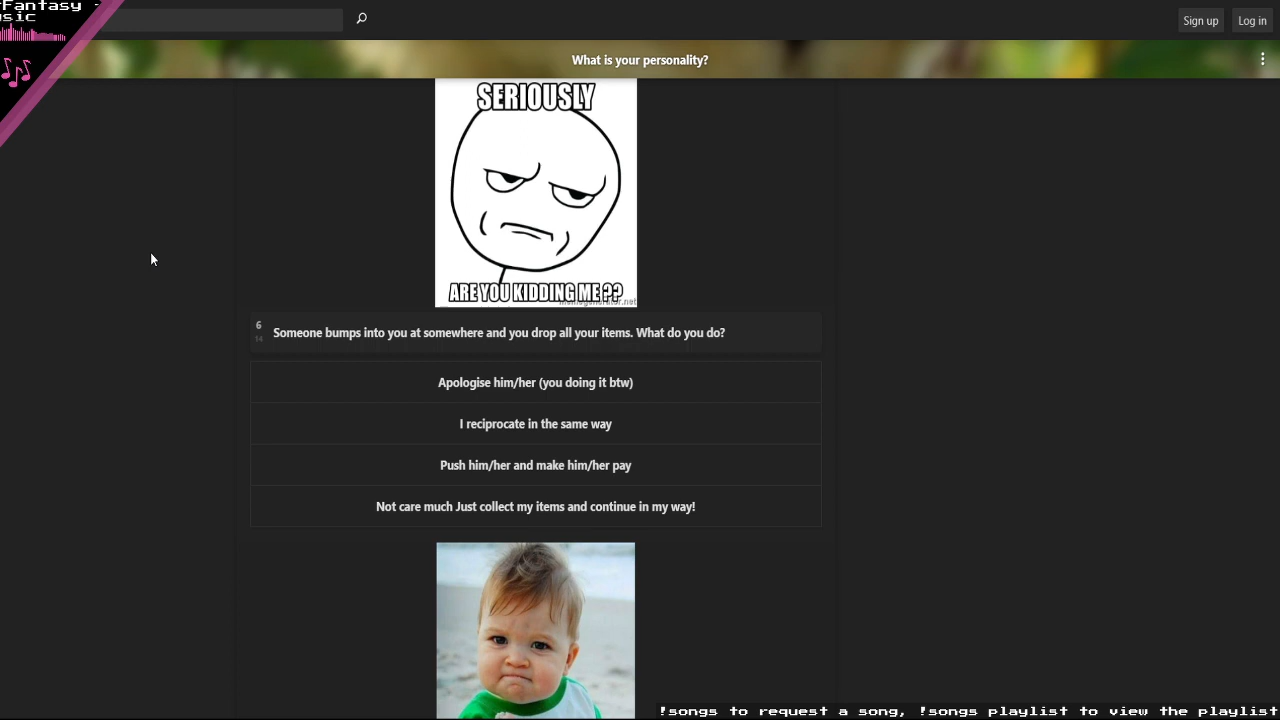 Fantasy -
sic
Sign up
Log in
What is your personality?
SERIOUSLY
ARE YOU KIDDING ME ??
memegenerator.net
6
14
Someone bumps into you at somewhere and you drop all your items. What do you do?
Apologise him/her (you doing it btw)
I reciprocate in the same way
Push him/her and make him/her pay
Not care much Just collect my items and continue in my way!
!songs to request a song, !songs playlist to view the playlist